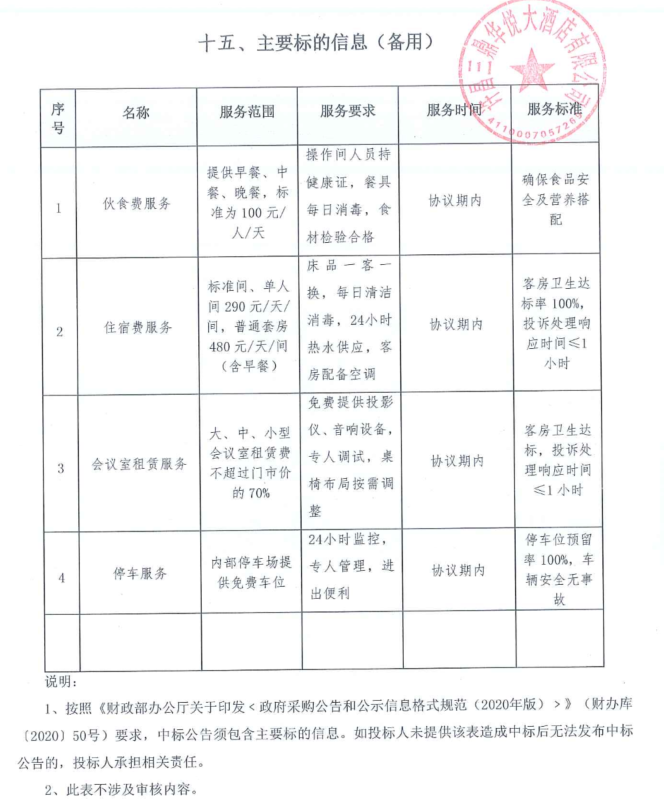 十五、主要标的信息（备用）
三鼎华悦大酒店有限公司
序号
名称
服务范围
服务要求
服务时间
服务标准
1
伙食费服务
提供早餐、中
餐、晚餐，标
准为 100 元/
人/天
操作间人员持
健康证，餐具
每日消毒，食
材检验合格
协议期内
确保食品安
全及营养搭
配
2
住宿费服务
标准间、单人
间 290 元/天/
间，普通套房
480 元/天/间
（含早餐）
床品一客一
换，每日清洁
消毒，24小时
热水供应，客
房配备空调
协议期内
客房卫生达
标率 100%，
投诉处理响
应时间≤1
小时
3
会议室租赁服务
大、中、小型
会议室租赁费
不超过门市价
的 70%
免费提供投影
仪、音响设备，
专人调试，桌
椅布局按需调
整
协议期内
客房卫生达
标，投诉处
理响应时间
≤1 小时
4
停车服务
内部停车场提
供免费车位
24小时监控，
专人管理，进
出便利
协议期内
停车位预留
率 100%，车
辆安全无事
故
说明：
1、按照《财政部办公厅关于印发＜政府采购公告和公示信息格式规范（2020年版）＞》（财办库
〔2020〕50号）要求，中标公告须包含主要标的信息。如投标人未提供该表造成中标后无法发布中标
公告的，投标人承担相关责任。
2、此表不涉及审核内容。